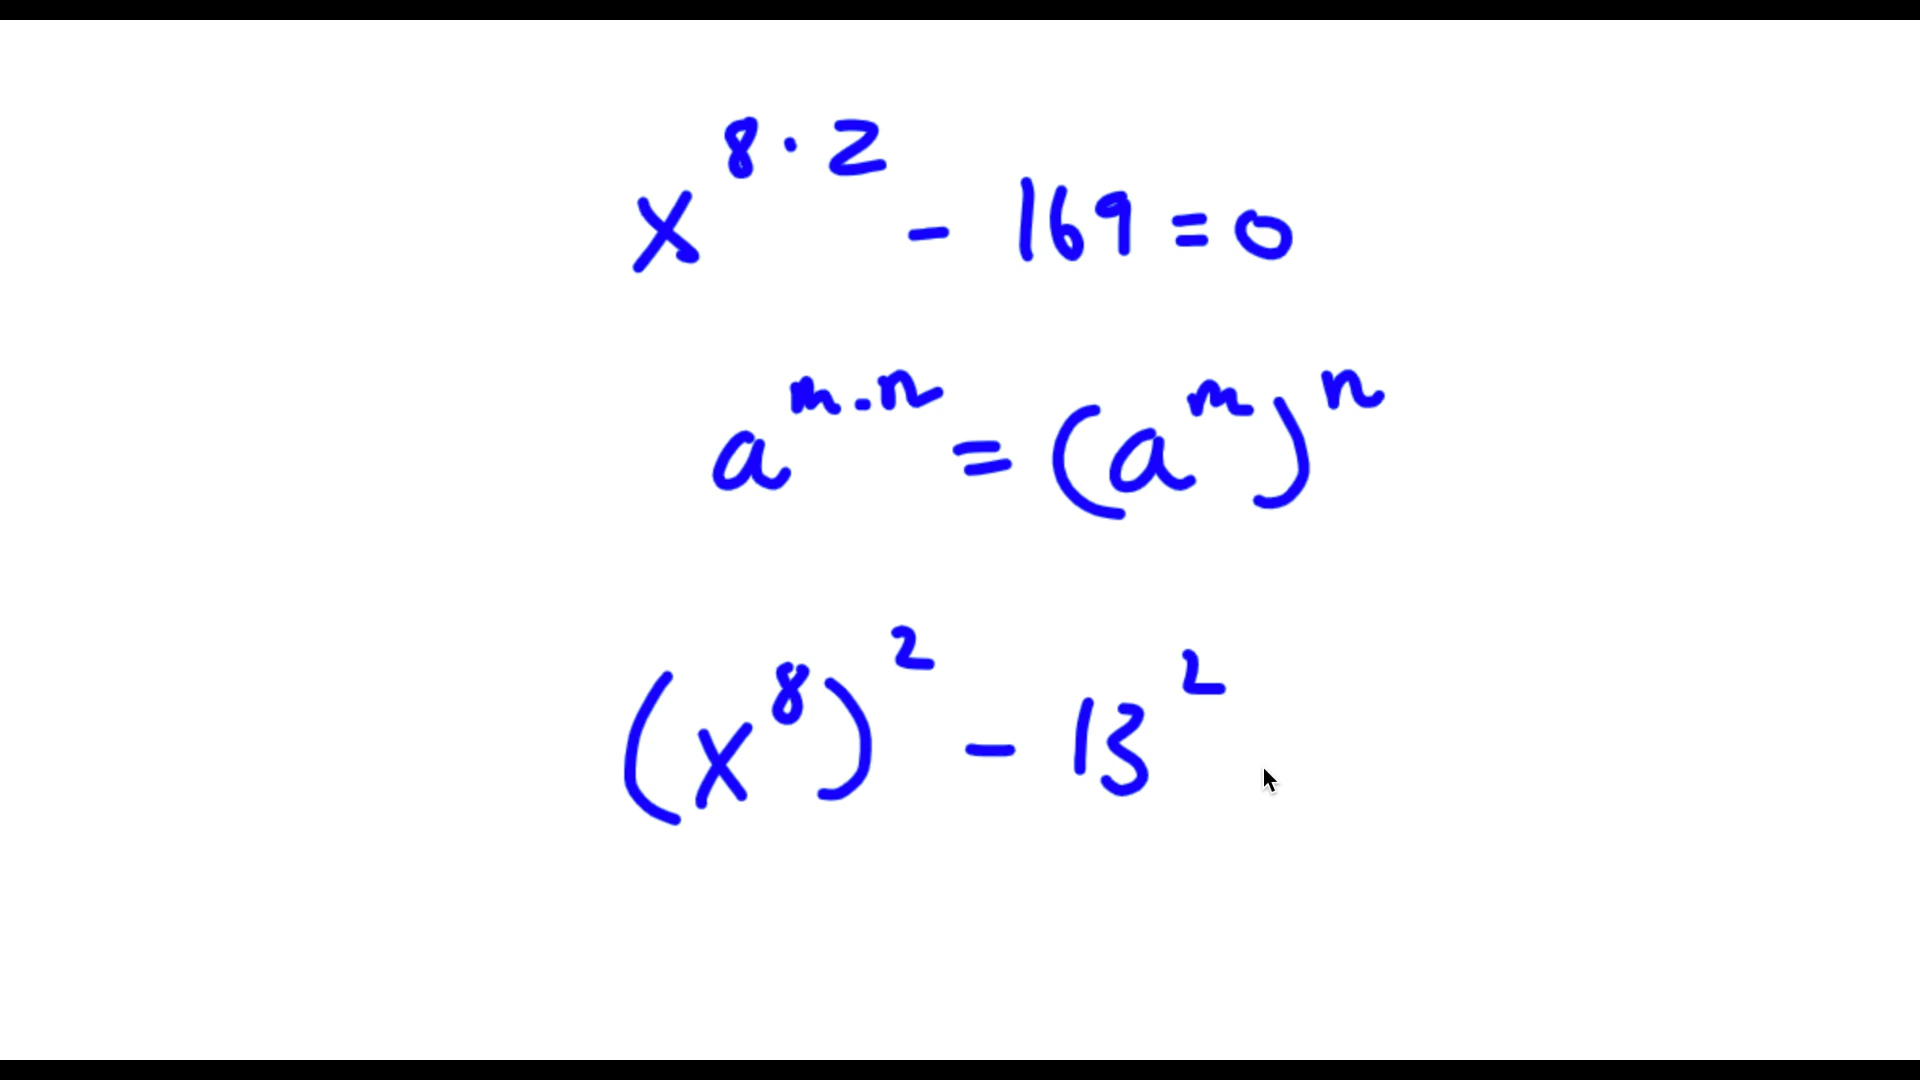 x^{8·2} - 169 = 0
a^{m·n} = (a^m)^n
(x^8)^2 - 13^2